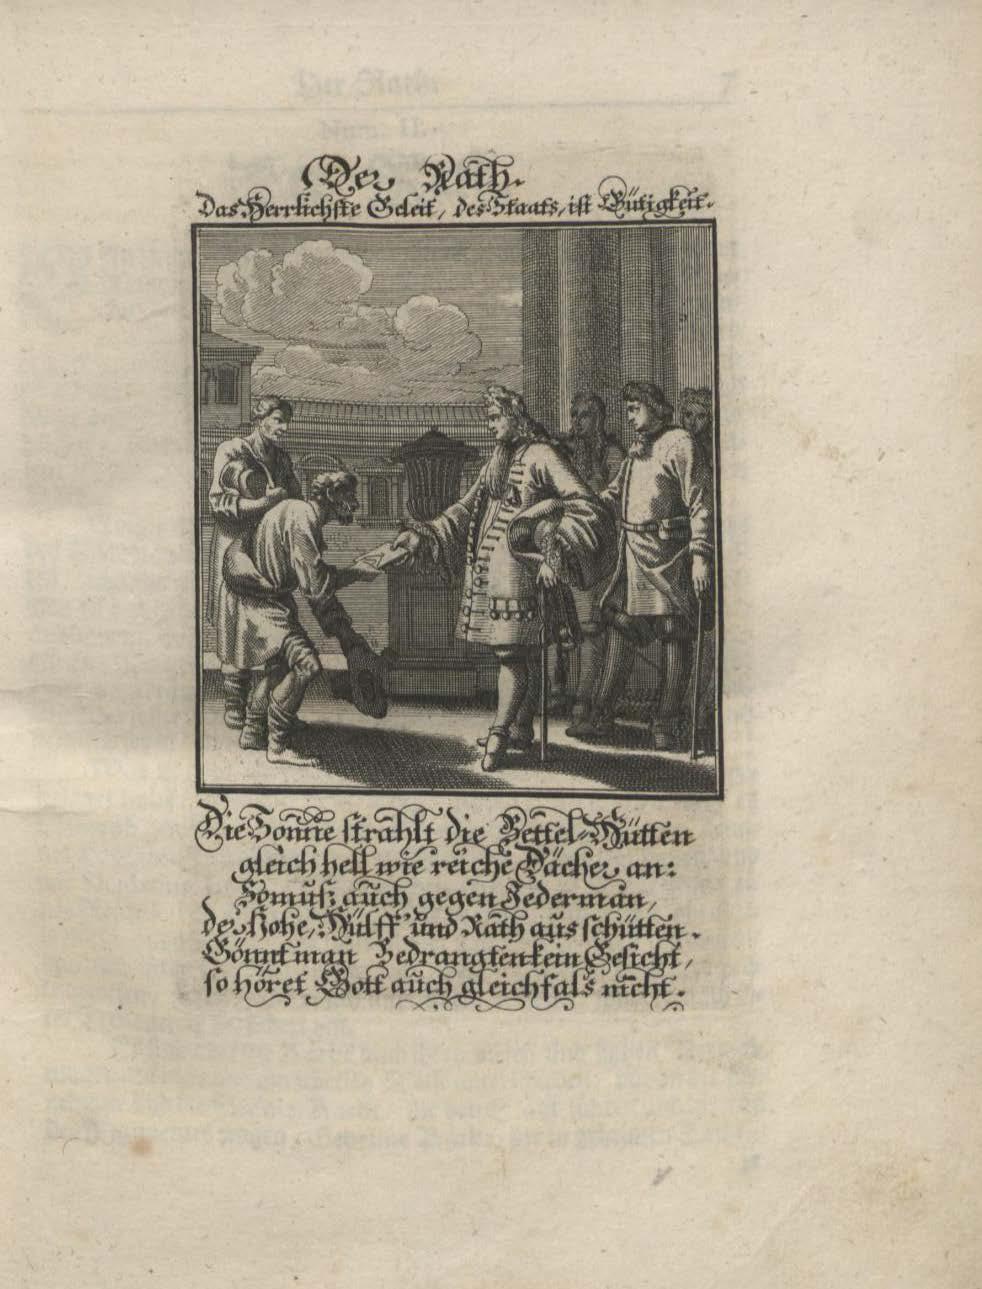 Der Rath.
Das Herrlichste Geleit, des Staats, ist Gütigkeit.
Die Sonne strahlt die Bettel-Hütten
gleich hell wie reiche Dächer an:
So muß auch gegen Jederman,
der Hohe, Hülff und Rath ausschütten.
Gönnt man Bedrangten kein Gesicht,
so höret Gott auch gleichfals nicht.